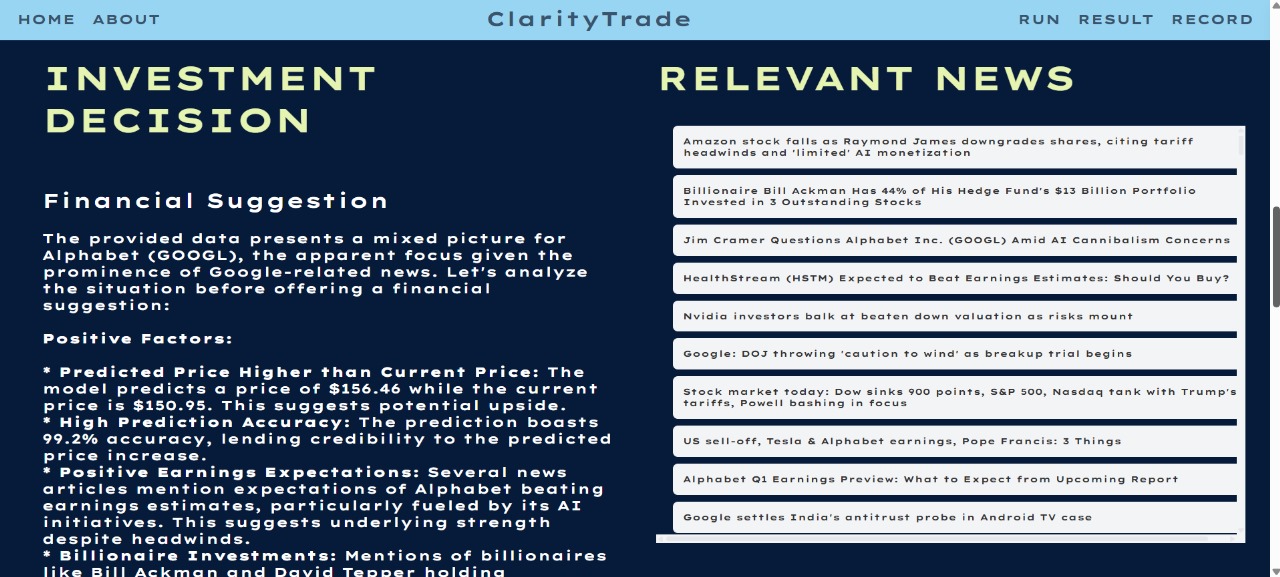 HOME ABOUT ClarityTrade RUN RESULT RECORD
INVESTMENT
DECISION
Financial Suggestion
The provided data presents a mixed picture for
Alphabet (GOOGL), the apparent focus given the
prominence of Google-related news. Let's analyze
the situation before offering a financial
suggestion:
Positive Factors:
* Predicted Price Higher than Current Price: The
model predicts a price of $156.46 while the current
price is $150.95. This suggests potential upside.
* High Prediction Accuracy: The prediction boasts
99.2% accuracy, lending credibility to the predicted
price increase.
* Positive Earnings Expectations: Several news
articles mention expectations of Alphabet beating
earnings estimates, particularly fueled by its AI
initiatives. This suggests underlying strength
despite headwinds.
* Billionaire Investments: Mentions of billionaires
like Bill Ackman and David Tepper holding
RELEVANT NEWS
Amazon stock falls as Raymond James downgrades shares, citing tariff
headwinds and 'limited' AI monetization
Billionaire Bill Ackman Has 44% of His Hedge Fund's $13 Billion Portfolio
Invested in 3 Outstanding Stocks
Jim Cramer Questions Alphabet Inc. (GOOGL) Amid AI Cannibalism Concerns
HealthStream (HSTM) Expected to Beat Earnings Estimates: Should You Buy?
Nvidia investors balk at beaten down valuation as risks mount
Google: DOJ throwing 'caution to wind' as breakup trial begins
Stock market today: Dow sinks 900 points, S&P 500, Nasdaq tank with Trump's
tariffs, Powell bashing in focus
US sell-off, Tesla & Alphabet earnings, Pope Francis: 3 Things
Alphabet Q1 Earnings Preview: What to Expect from Upcoming Report
Google settles India's antitrust probe in Android TV case